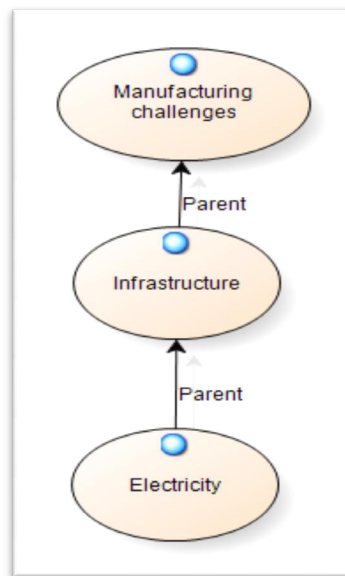 Manufacturing
challenges
Parent
Infrastructure
Parent
Electricity